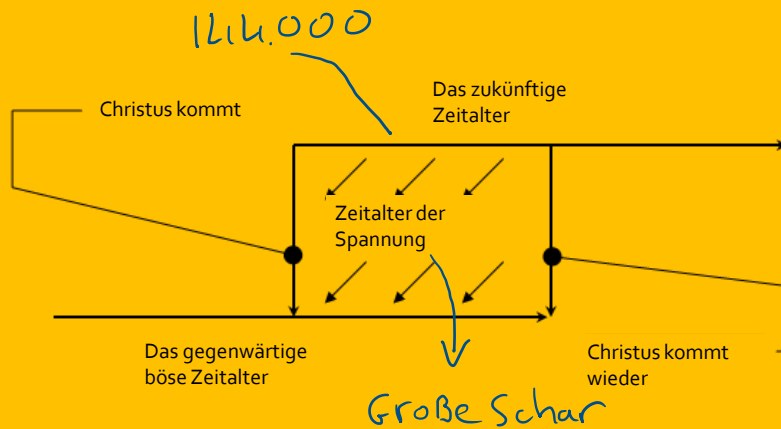 144.000
Das zukünftige
Zeitalter
Christus kommt
Zeitalter der
Spannung
Das gegenwärtige
böse Zeitalter
Christus kommt
wieder
Große Schar